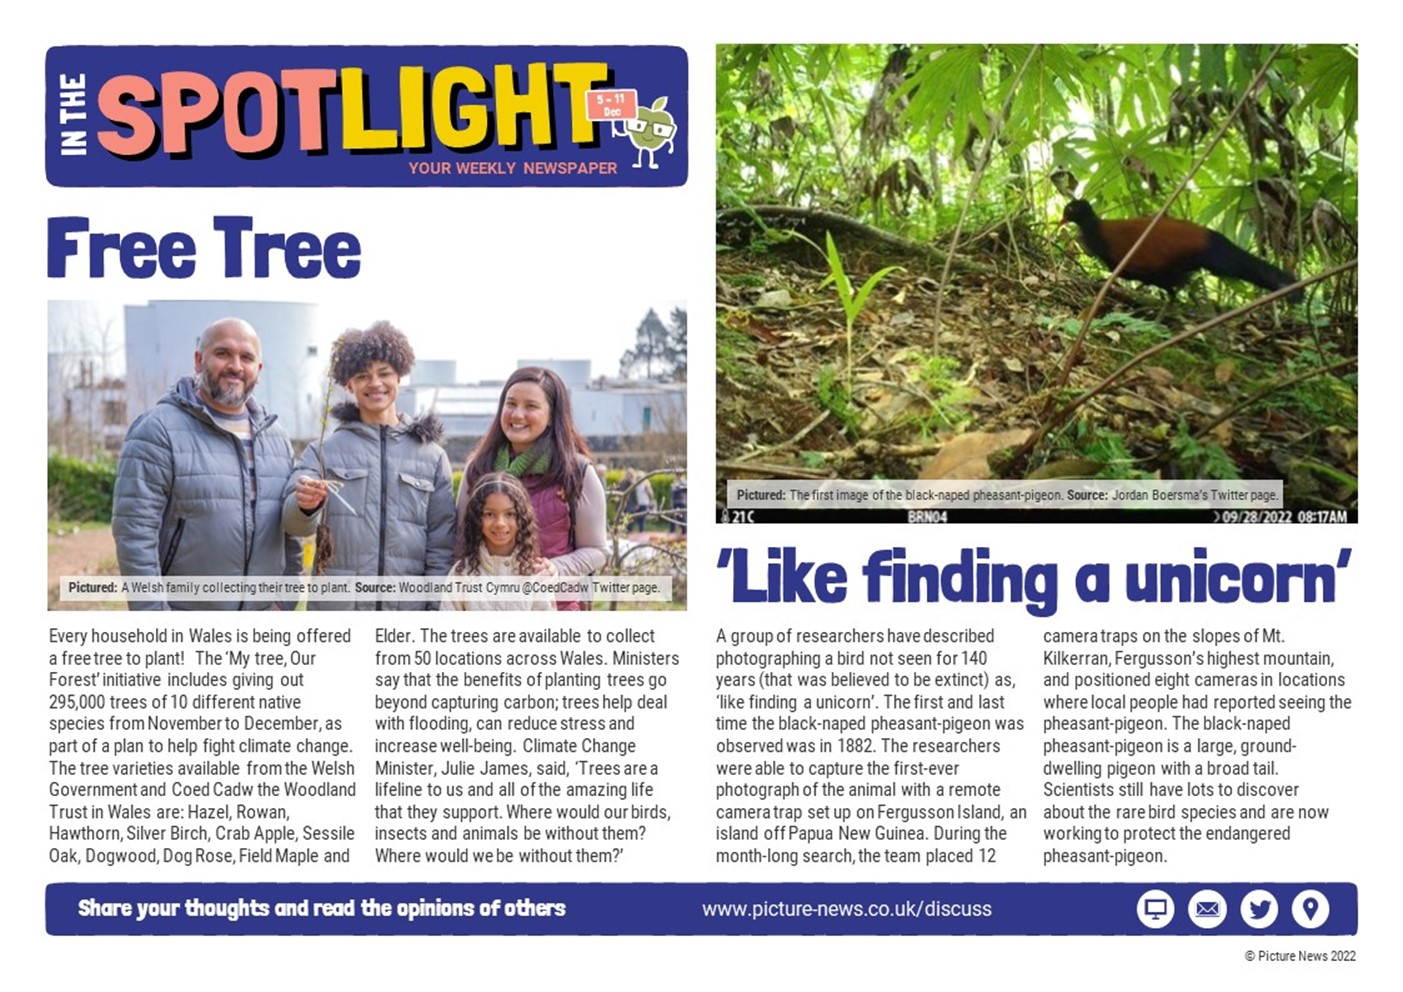 IN THE
SPOTLIGHT
5 - 11
Dec
YOUR WEEKLY NEWSPAPER
Free Tree
Pictured: A Welsh family collecting their tree to plant. Source: Woodland Trust Cymru @CoedCadw Twitter page.
Every household in Wales is being offered
a free tree to plant! The ‘My tree, Our
Forest’ initiative includes giving out
295,000 trees of 10 different native
species from November to December, as
part of a plan to help fight climate change.
The tree varieties available from the Welsh
Government and Coed Cadw the Woodland
Trust in Wales are: Hazel, Rowan,
Hawthorn, Silver Birch, Crab Apple, Sessile
Oak, Dogwood, Dog Rose, Field Maple and
Elder. The trees are available to collect
from 50 locations across Wales. Ministers
say that the benefits of planting trees go
beyond capturing carbon; trees help deal
with flooding, can reduce stress and
increase well-being. Climate Change
Minister, Julie James, said, ‘Trees are a
lifeline to us and all of the amazing life
that they support. Where would our birds,
insects and animals be without them?
Where would we be without them?’
Pictured: The first image of the black-naped pheasant-pigeon. Source: Jordan Boersma's Twitter page.
21C BRN04 09/28/2022 08:17AM
‘Like finding a unicorn’
A group of researchers have described
photographing a bird not seen for 140
years (that was believed to be extinct) as,
‘like finding a unicorn’. The first and last
time the black-naped pheasant-pigeon was
observed was in 1882. The researchers
were able to capture the first-ever
photograph of the animal with a remote
camera trap set up on Fergusson Island, an
island off Papua New Guinea. During the
month-long search, the team placed 12
camera traps on the slopes of Mt.
Kilkerran, Fergusson’s highest mountain,
and positioned eight cameras in locations
where local people had reported seeing the
pheasant-pigeon. The black-naped
pheasant-pigeon is a large, ground-
dwelling pigeon with a broad tail.
Scientists still have lots to discover
about the rare bird species and are now
working to protect the endangered
pheasant-pigeon.
Share your thoughts and read the opinions of others
www.picture-news.co.uk/discuss
© Picture News 2022